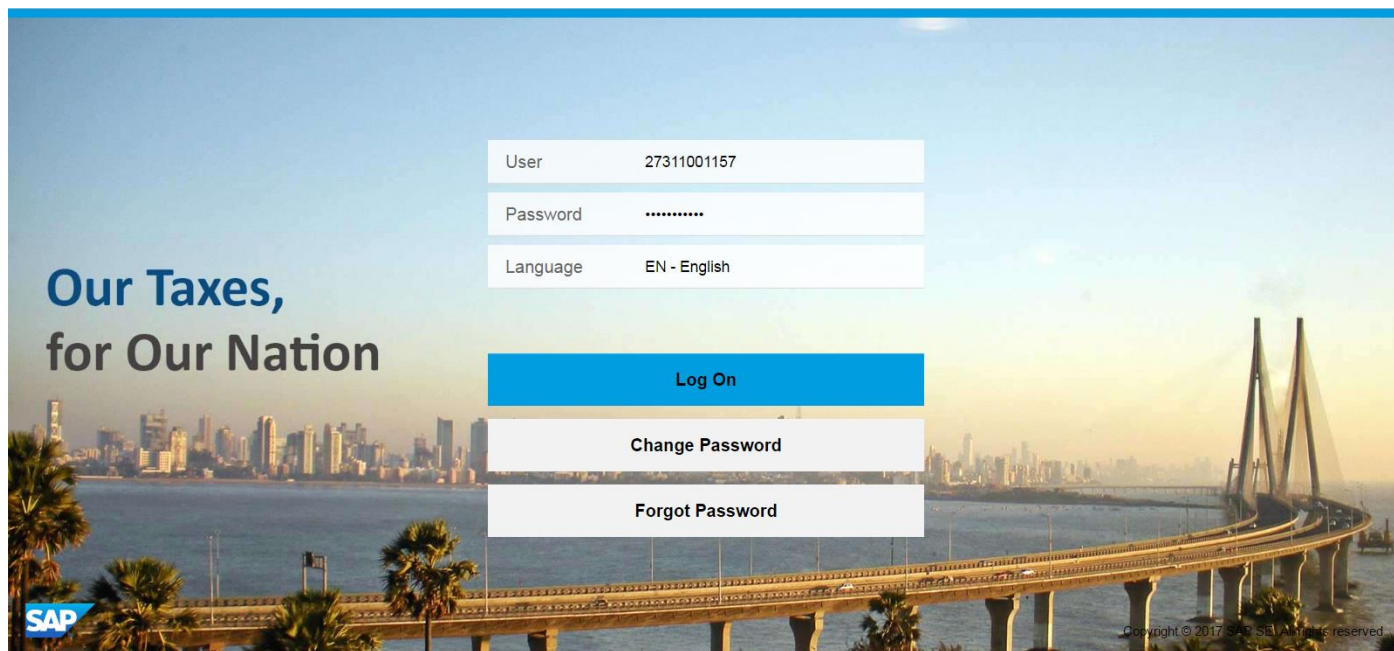 User 27311001157
Password •••••••••••
Language EN - English
Our Taxes,
for Our Nation
Log On
Change Password
Forgot Password
SAP
Copyright © 2017 SAP SE. All rights reserved.